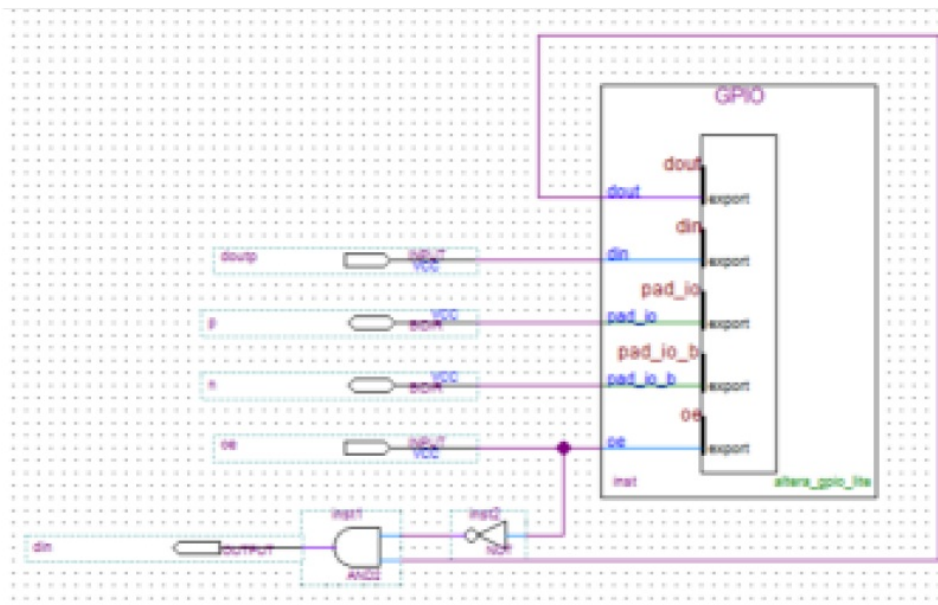 GPIO
dout
dout
export
din
doutp
INPUT
VCC
din
export
pad_io
p
VCC
BIDIR
pad_io
export
pad_io_b
n
VCC
BIDIR
pad_io_b
export
oe
oe
INPUT
VCC
oe
export
inst
altera_gpio_lite
inst1
inst2
din
OUTPUT
NOT
AND2